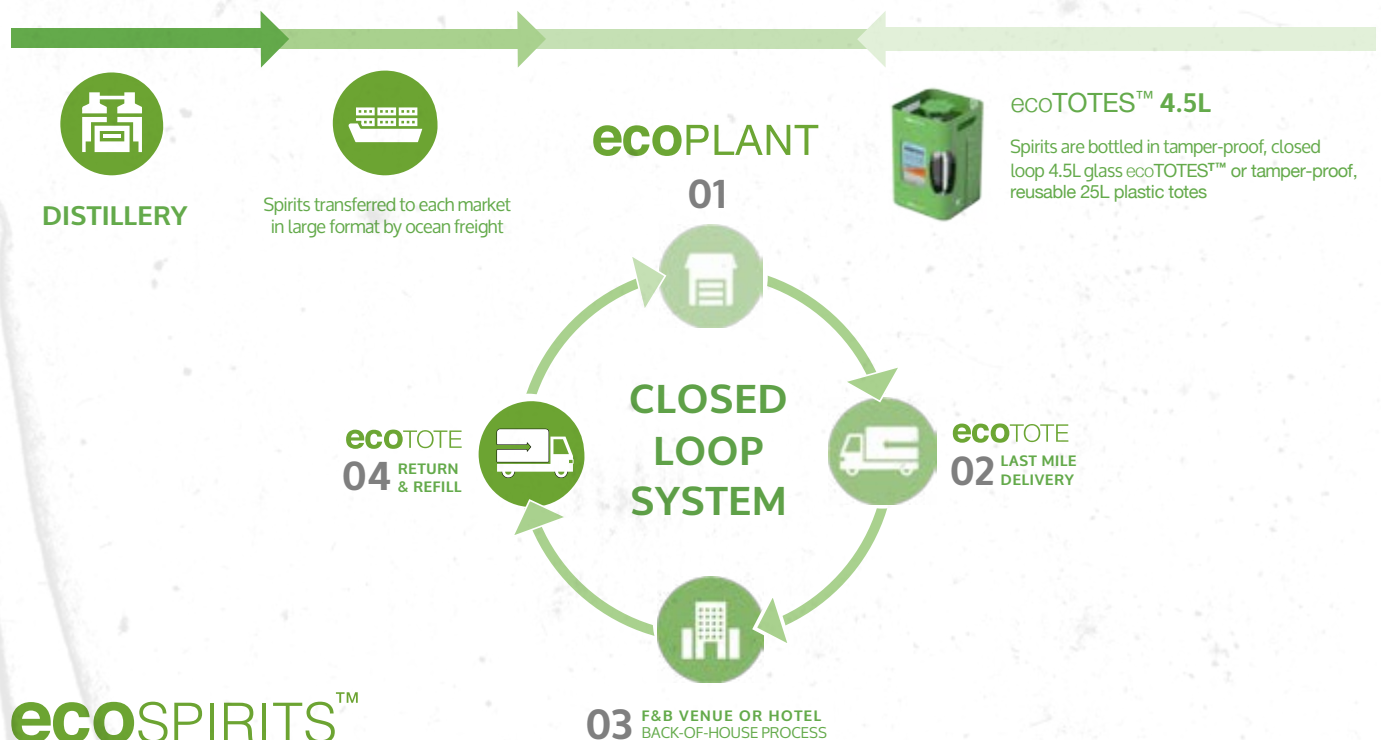 DISTILLERY
Spirits transferred to each market
in large format by ocean freight
ecoPLANT
01
ecoTOTES™ 4.5L
Spirits are bottled in tamper-proof, closed
loop 4.5L glass ecoTOTES™ or tamper-proof,
reusable 25L plastic totes
CLOSED
LOOP
SYSTEM
ecoTOTE
02 LAST MILE
DELIVERY
03 F&B VENUE OR HOTEL
BACK-OF-HOUSE PROCESS
ecoTOTE
04 RETURN
& REFILL
ecoSPIRITS™